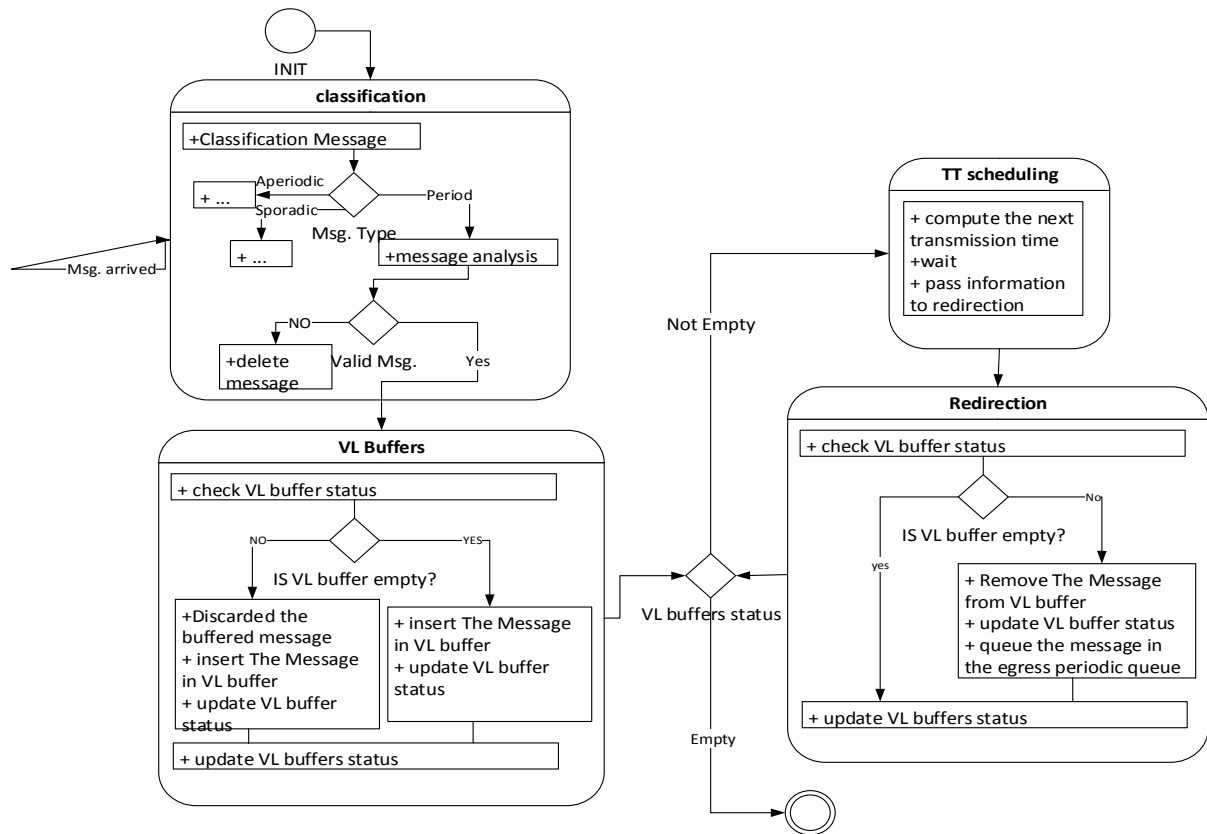 INIT
classification
+Classification Message
Aperiodic
+ ...
Sporadic
+ ...
Period
Msg. Type
+message analysis
Msg. arrived
NO
+delete
message
Valid Msg.
Yes
VL Buffers
+ check VL buffer status
NO
YES
IS VL buffer empty?
+Discarded the
buffered message
+ insert The Message
in VL buffer
+ update VL buffer
status
+ insert The Message
in VL buffer
+ update VL buffer
status
+ update VL buffers status
Not Empty
VL buffers status
Empty
TT scheduling
+ compute the next
transmission time
+wait
+ pass information
to redirection
Redirection
+ check VL buffer status
No
IS VL buffer empty?
yes
+ Remove The Message
from VL buffer
+ update VL buffer status
+ queue the message in
the egress periodic queue
+ update VL buffers status